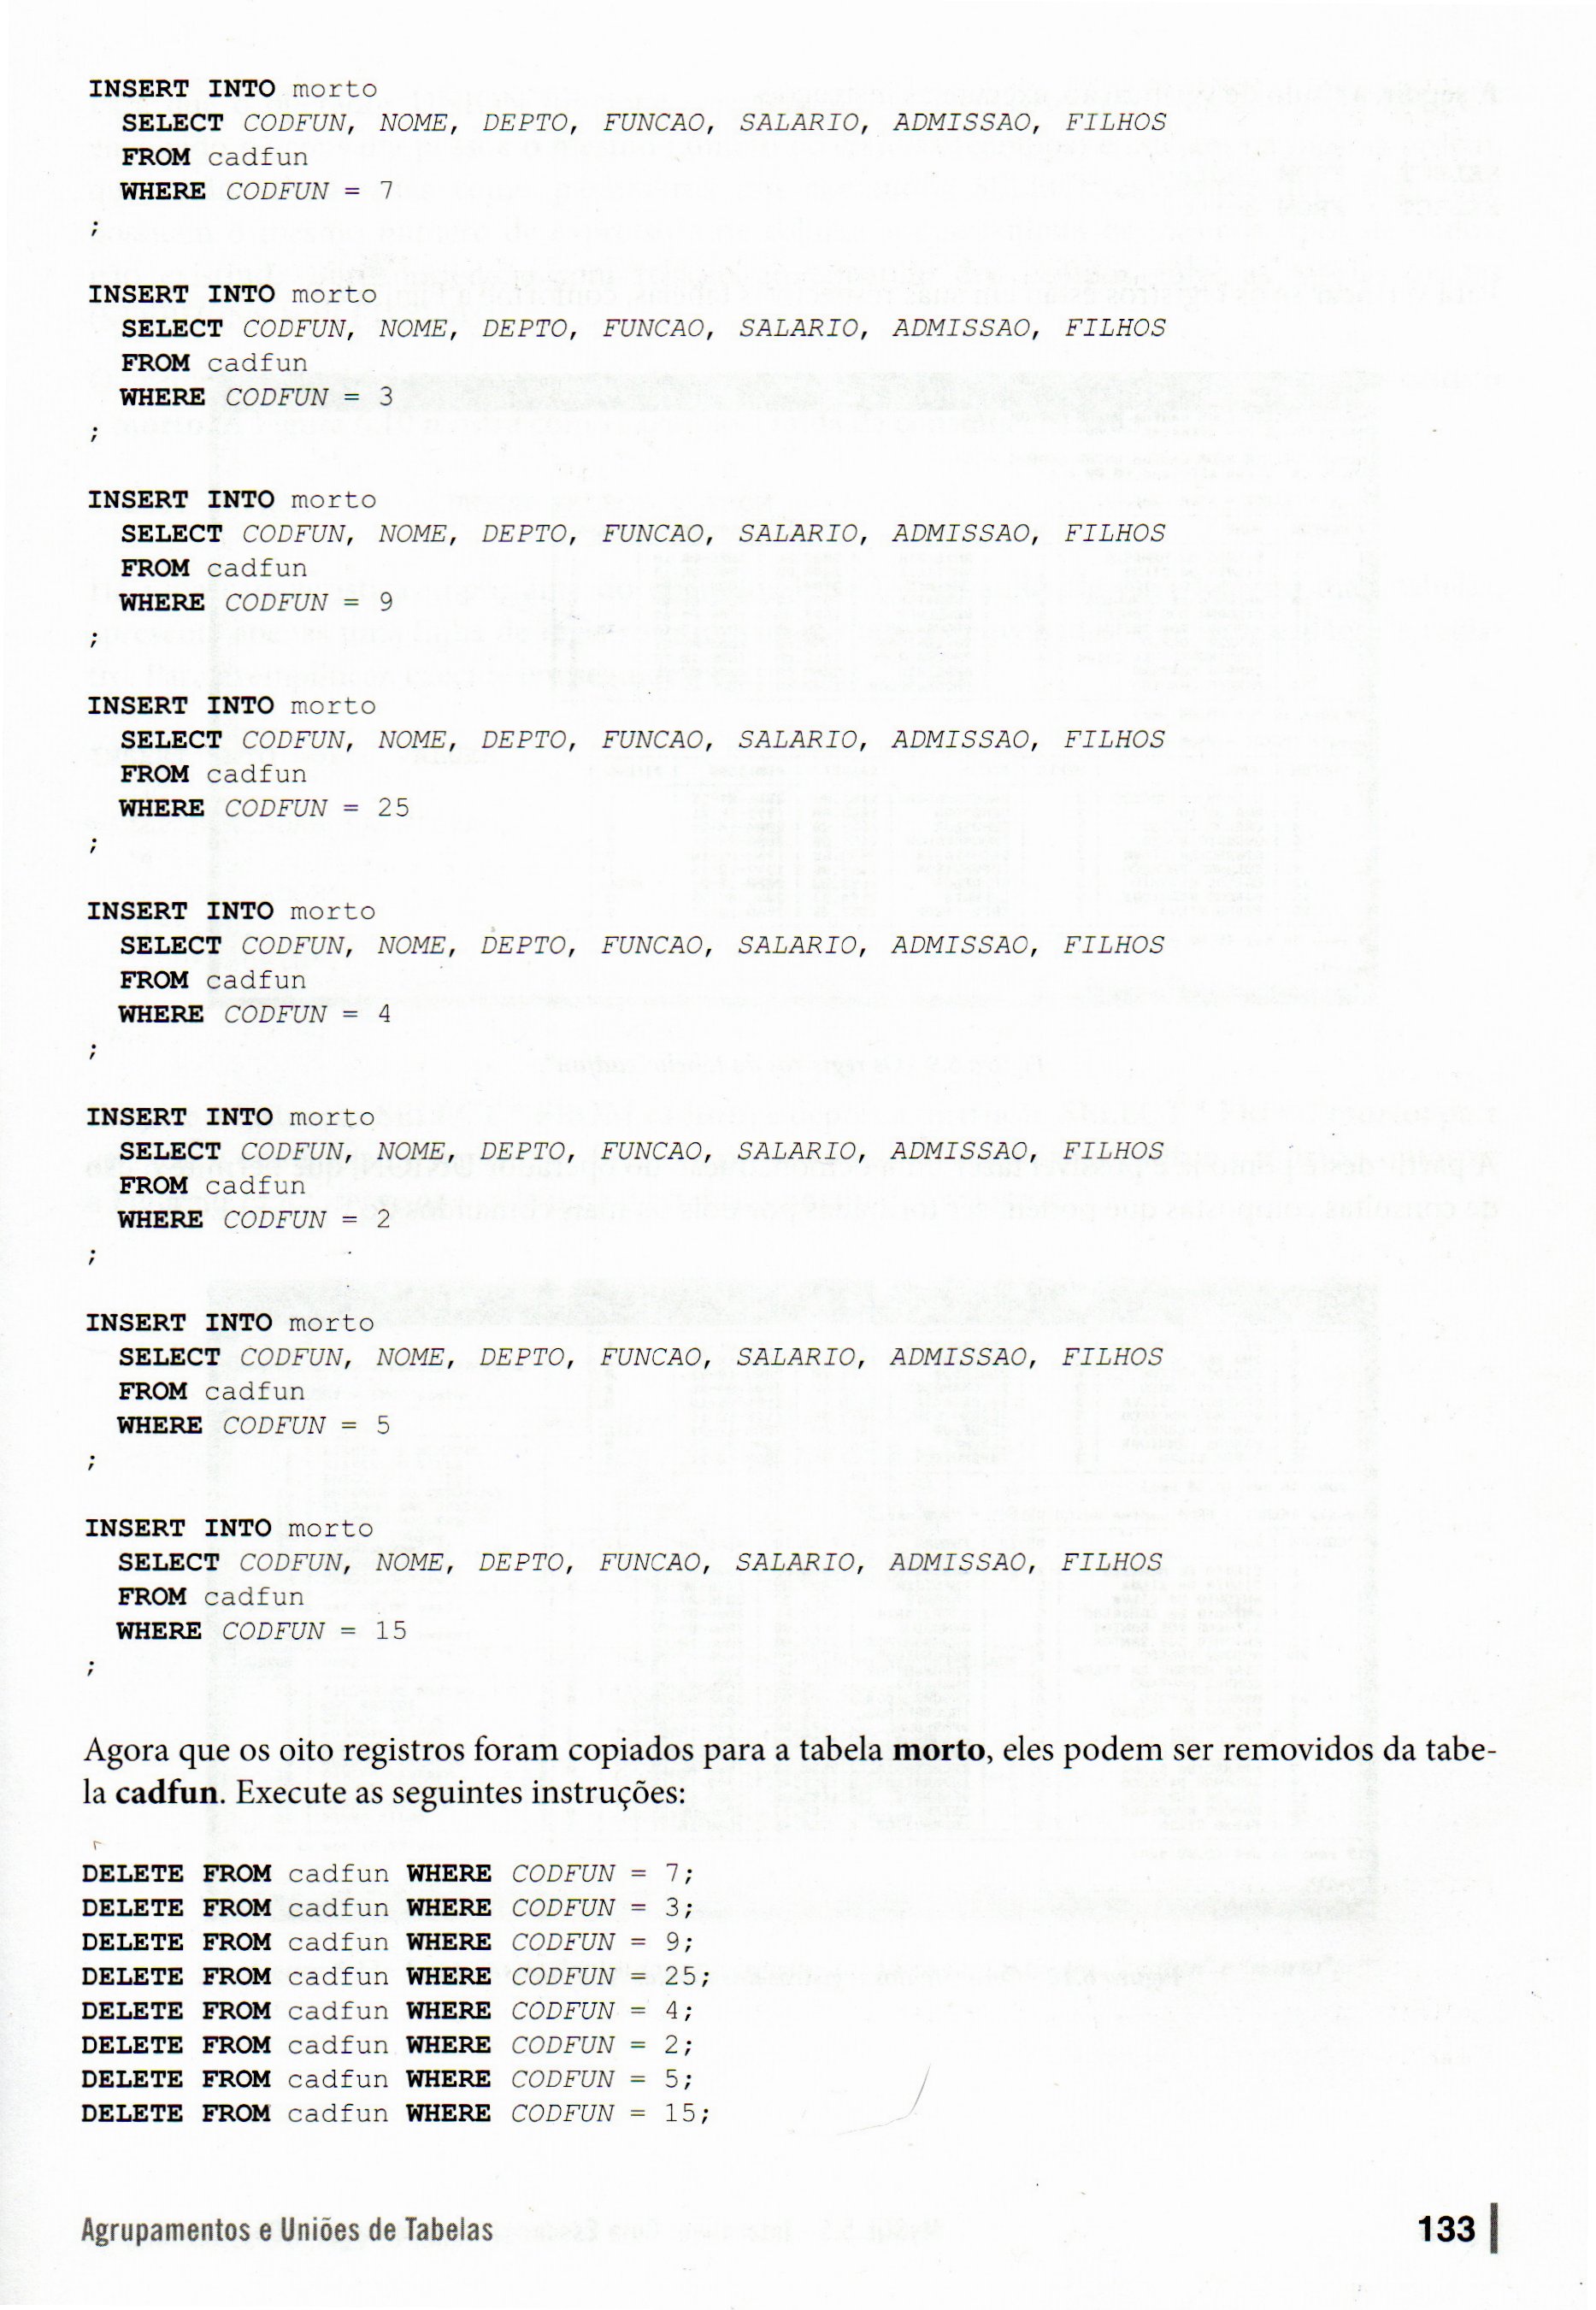 INSERT INTO morto
SELECT CODFUN, NOME, DEPTO, FUNCAO, SALARIO, ADMISSAO, FILHOS
FROM cadfun
WHERE CODFUN = 7
;
INSERT INTO morto
SELECT CODFUN, NOME, DEPTO, FUNCAO, SALARIO, ADMISSAO, FILHOS
FROM cadfun
WHERE CODFUN = 3
;
INSERT INTO morto
SELECT CODFUN, NOME, DEPTO, FUNCAO, SALARIO, ADMISSAO, FILHOS
FROM cadfun
WHERE CODFUN = 9
;
INSERT INTO morto
SELECT CODFUN, NOME, DEPTO, FUNCAO, SALARIO, ADMISSAO, FILHOS
FROM cadfun
WHERE CODFUN = 25
;
INSERT INTO morto
SELECT CODFUN, NOME, DEPTO, FUNCAO, SALARIO, ADMISSAO, FILHOS
FROM cadfun
WHERE CODFUN = 4
;
INSERT INTO morto
SELECT CODFUN, NOME, DEPTO, FUNCAO, SALARIO, ADMISSAO, FILHOS
FROM cadfun
WHERE CODFUN = 2
;
INSERT INTO morto
SELECT CODFUN, NOME, DEPTO, FUNCAO, SALARIO, ADMISSAO, FILHOS
FROM cadfun
WHERE CODFUN = 5
;
INSERT INTO morto
SELECT CODFUN, NOME, DEPTO, FUNCAO, SALARIO, ADMISSAO, FILHOS
FROM cadfun
WHERE CODFUN = 15
;
Agora que os oito registros foram copiados para a tabela morto, eles podem ser removidos da tabe-
la cadfun. Execute as seguintes instruções:
DELETE FROM cadfun WHERE CODFUN = 7;
DELETE FROM cadfun WHERE CODFUN = 3;
DELETE FROM cadfun WHERE CODFUN = 9;
DELETE FROM cadfun WHERE CODFUN = 25;
DELETE FROM cadfun WHERE CODFUN = 4;
DELETE FROM cadfun WHERE CODFUN = 2;
DELETE FROM cadfun WHERE CODFUN = 5;
DELETE FROM cadfun WHERE CODFUN = 15;
Agrupamentos e Uniões de Tabelas
133